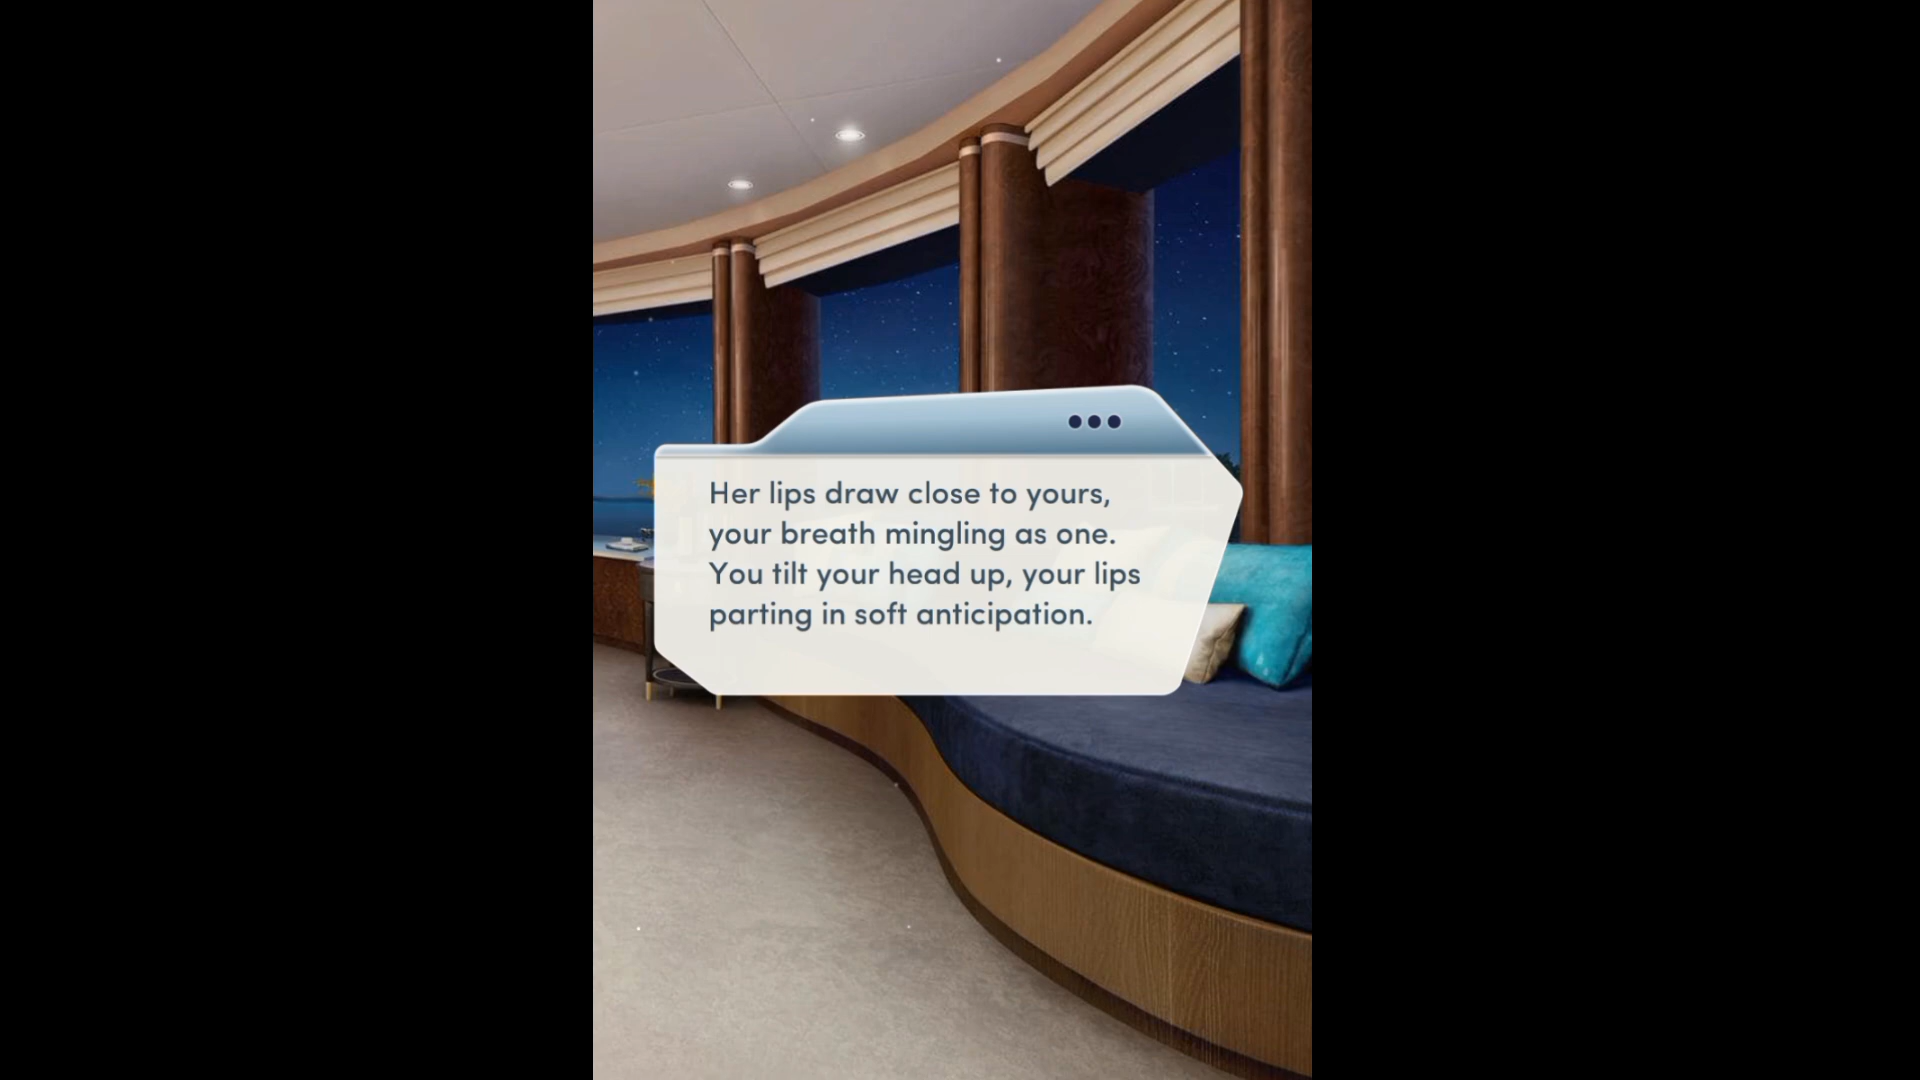 Her lips draw close to yours,
your breath mingling as one.
You tilt your head up, your lips
parting in soft anticipation.